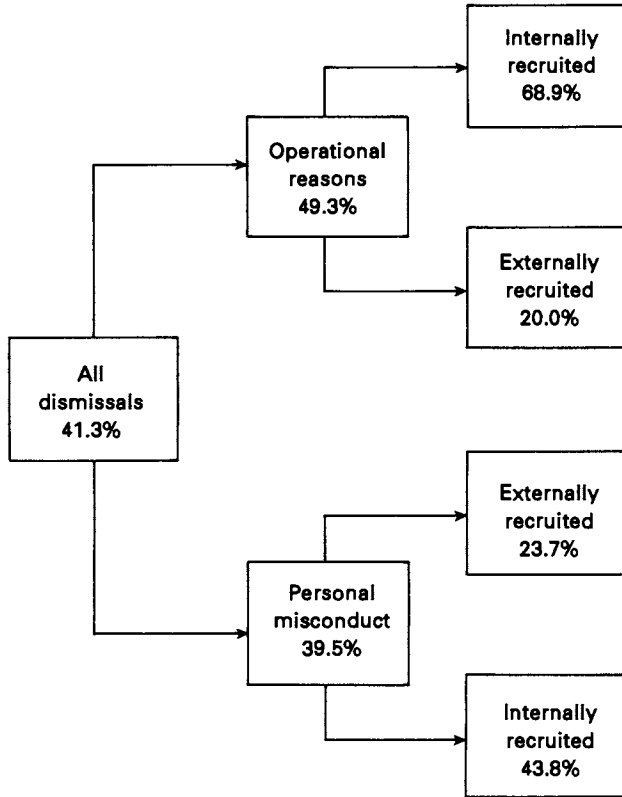 Internally
recruited
68.9%
Operational
reasons
49.3%
Externally
recruited
20.0%
All
dismissals
41.3%
Externally
recruited
23.7%
Personal
misconduct
39.5%
Internally
recruited
43.8%